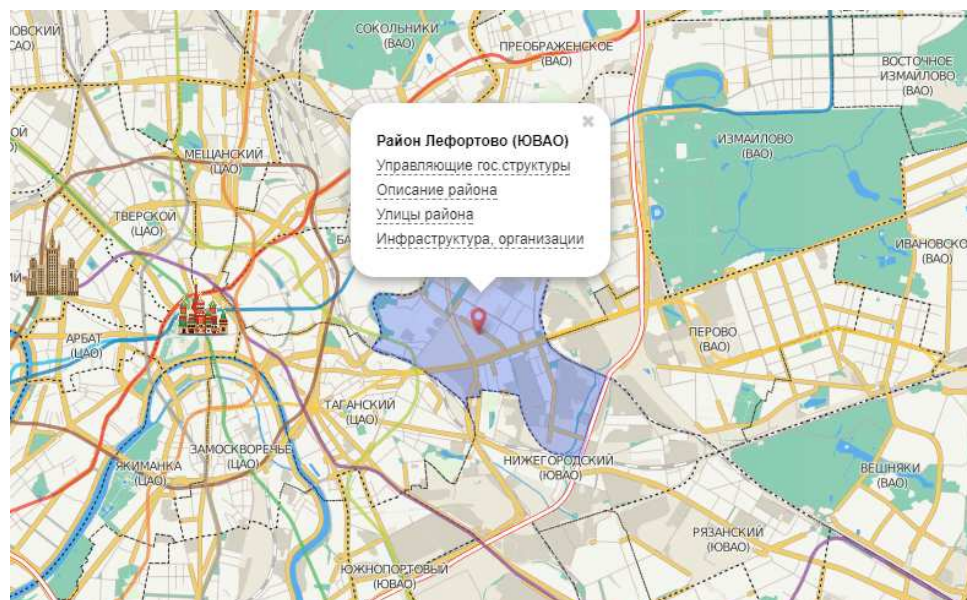 СОКОЛЬНИКИ
(ВАО)
ПРЕОБРАЖЕНСКОЕ
(ВАО)
ВОСТОЧНОЕ
ИЗМАЙЛОВО
(ВАО)
ИЗМАЙЛОВО
(ВАО)
МЕЩАНСКИЙ
(ЦАО)
Район Лефортово (ЮВАО)
Управляющие гос.структуры
Описание района
Улицы района
Инфраструктура, организации
ТВЕРСКОЙ
(ЦАО)
ИВАНОВСКО
(ВАО)
АРБАТ
(ЦАО)
ПЕРОВО
(ВАО)
ТАГАНСКИЙ
(ЦАО)
ЗАМОСКВОРЕЧЬЕ
(ЦАО)
ЯКИМАНКА
(ЦАО)
НИЖЕГОРОДСКИЙ
(ЮВАО)
ВЕШНЯКИ
(ВАО)
РЯЗАНСКИЙ
(ЮВАО)
ЮЖНОПОРТОВЫЙ
(ЮВАО)